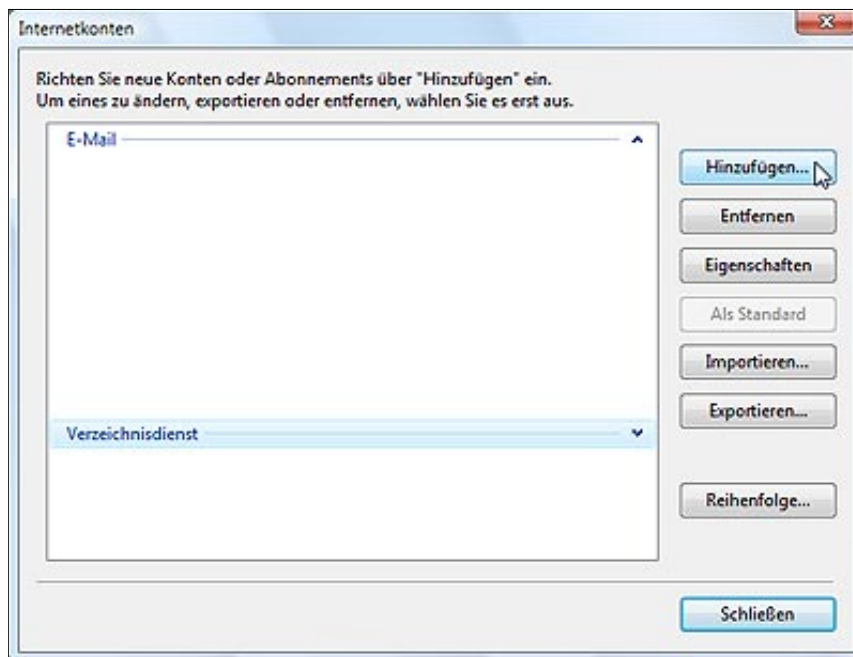 Internetkonten
Richten Sie neue Konten oder Abonnements über "Hinzufügen" ein.
Um eines zu ändern, exportieren oder entfernen, wählen Sie es erst aus.
E-Mail
Verzeichnisdienst
Hinzufügen...
Entfernen
Eigenschaften
Als Standard
Importieren...
Exportieren...
Reihenfolge...
Schließen